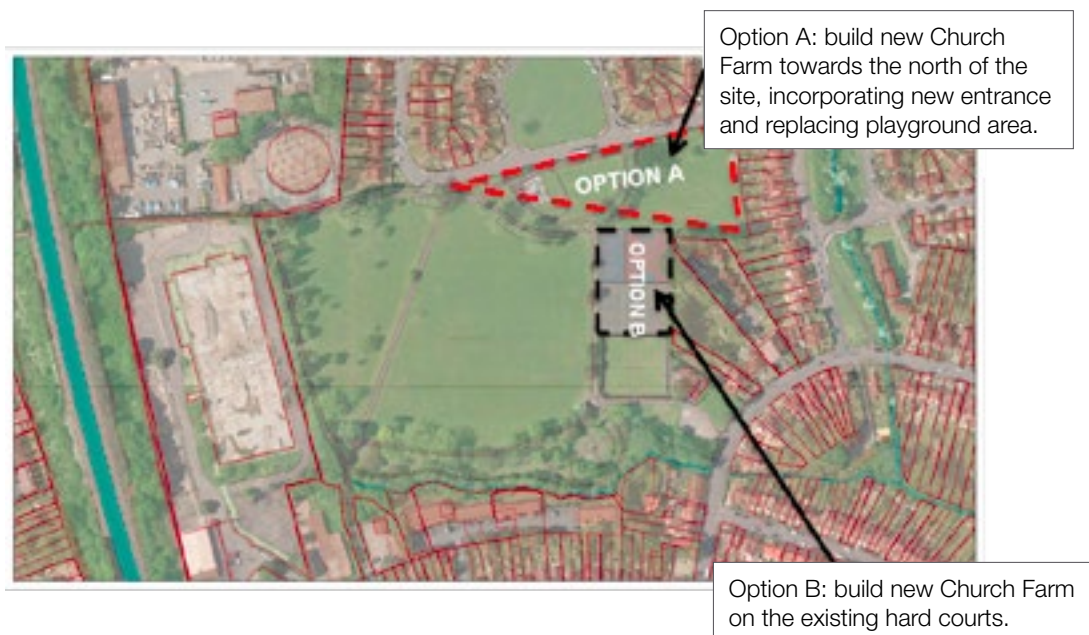 Option A: build new Church
Farm towards the north of the
site, incorporating new entrance
and replacing playground area.
OPTION A
OPTION B
Option B: build new Church Farm
on the existing hard courts.